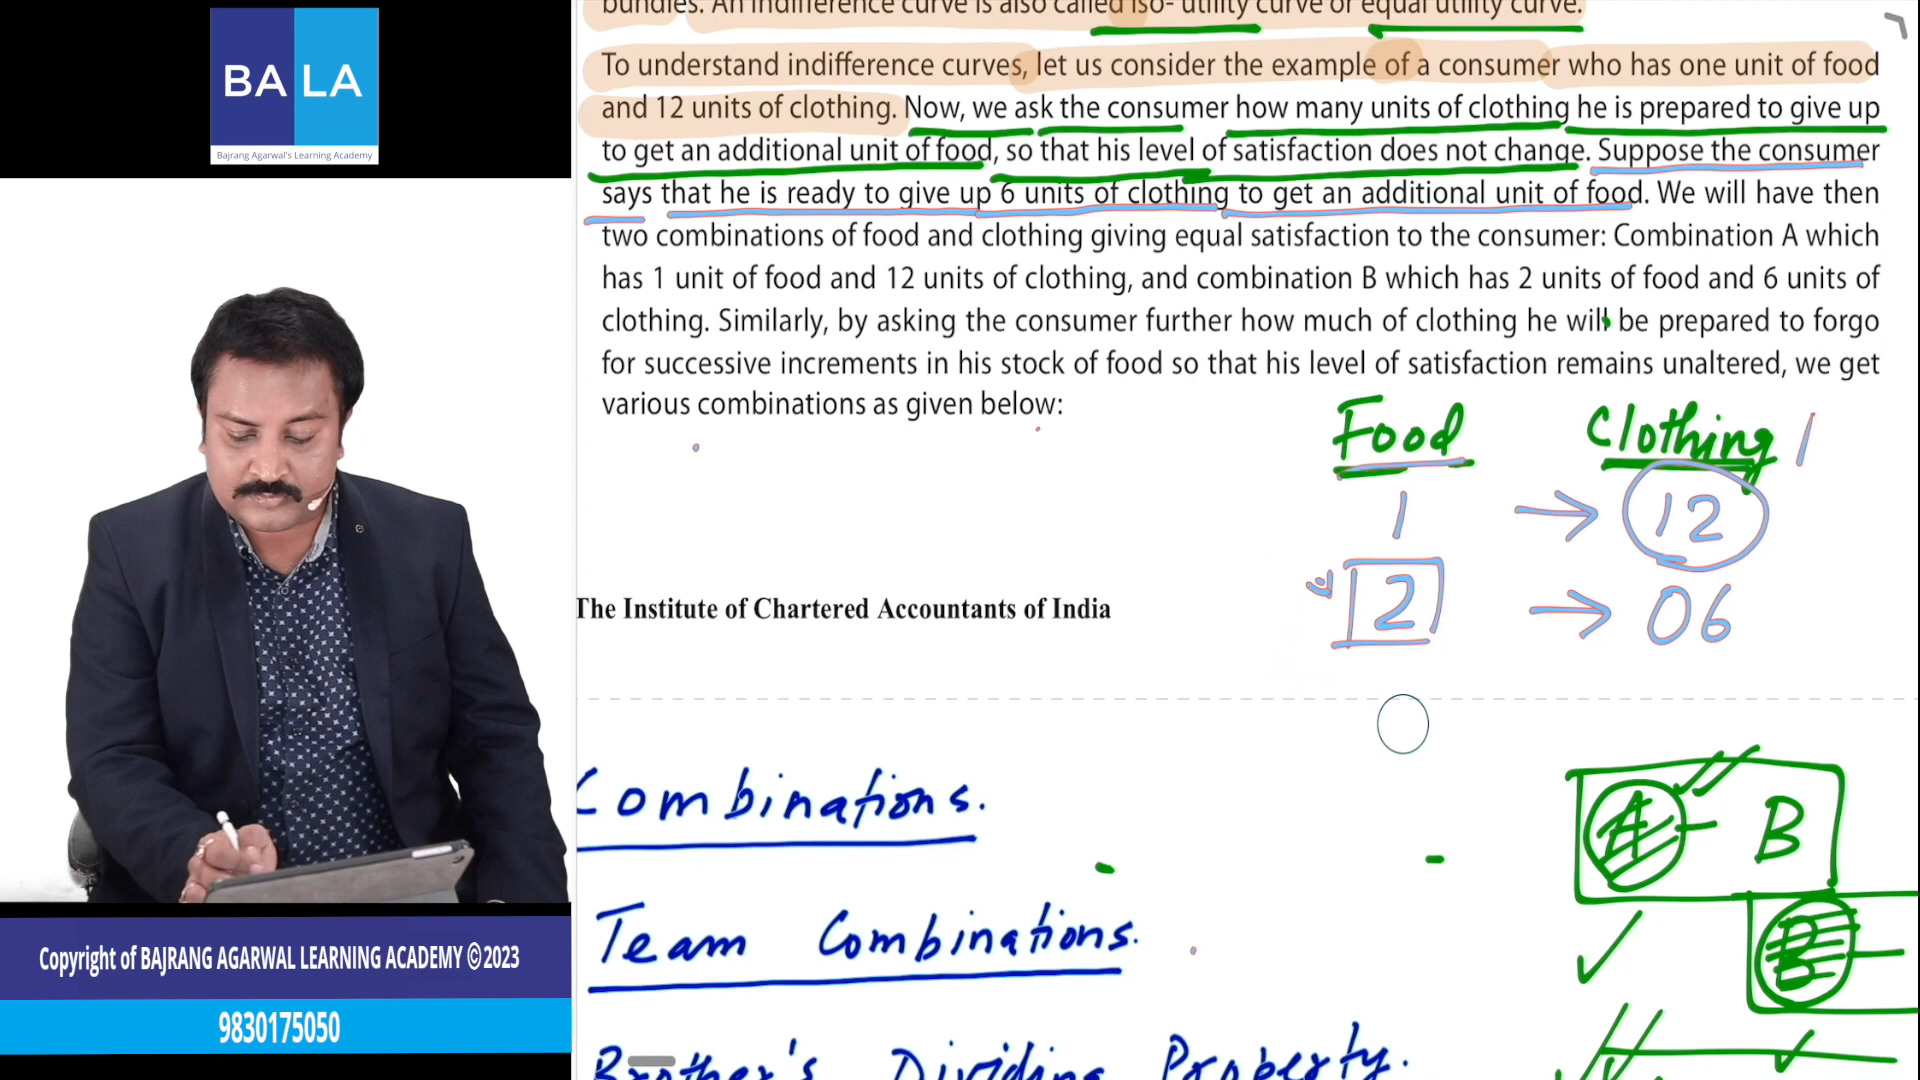 BA LA
Bajrang Agarwal's Learning Academy
bundles. An indifference curve is also called iso- utility curve or equal utility curve.
To understand indifference curves, let us consider the example of a consumer who has one unit of food
and 12 units of clothing. Now, we ask the consumer how many units of clothing he is prepared to give up
to get an additional unit of food, so that his level of satisfaction does not change. Suppose the consumer
says that he is ready to give up 6 units of clothing to get an additional unit of food. We will have then
two combinations of food and clothing giving equal satisfaction to the consumer: Combination A which
has 1 unit of food and 12 units of clothing, and combination B which has 2 units of food and 6 units of
clothing. Similarly, by asking the consumer further how much of clothing he will be prepared to forgo
for successive increments in his stock of food so that his level of satisfaction remains unaltered, we get
various combinations as given below:
Food Clothing
1 → 12
2 → 06
The Institute of Chartered Accountants of India
Combinations.
A - B
Team Combinations.
B
Brother's Dividing Property.
Copyright of BAJRANG AGARWAL LEARNING ACADEMY ©2023
9830175050